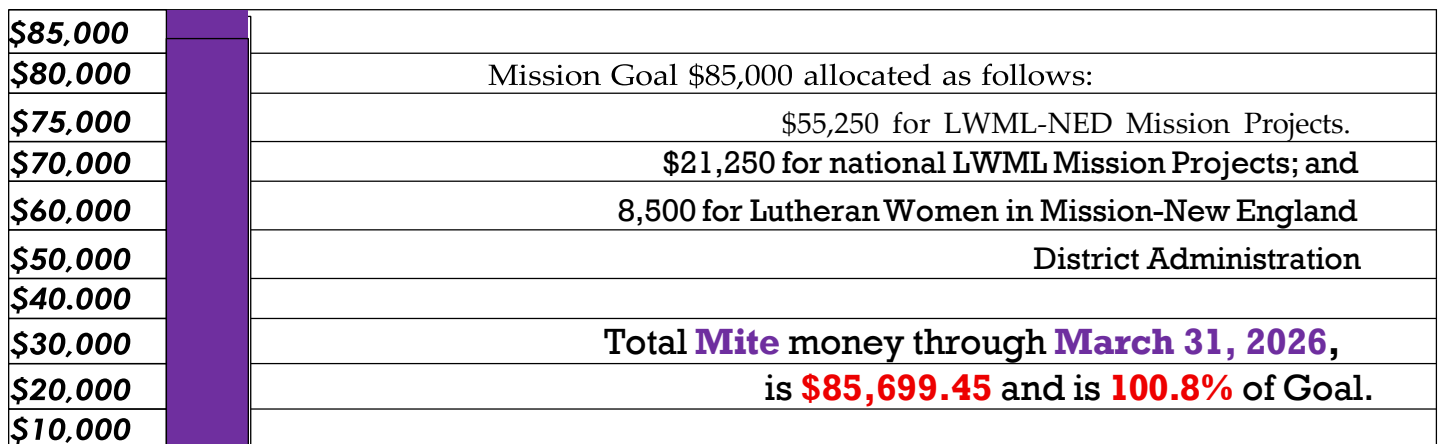 $85,000
$80,000 Mission Goal $85,000 allocated as follows:
$75,000 $55,250 for LWML-NED Mission Projects.
$70,000 $21,250 for national LWML Mission Projects; and
$60,000 8,500 for Lutheran Women in Mission-New England
$50,000 District Administration
$40.000
$30,000 Total Mite money through March 31, 2026,
$20,000 is $85,699.45 and is 100.8% of Goal.
$10,000